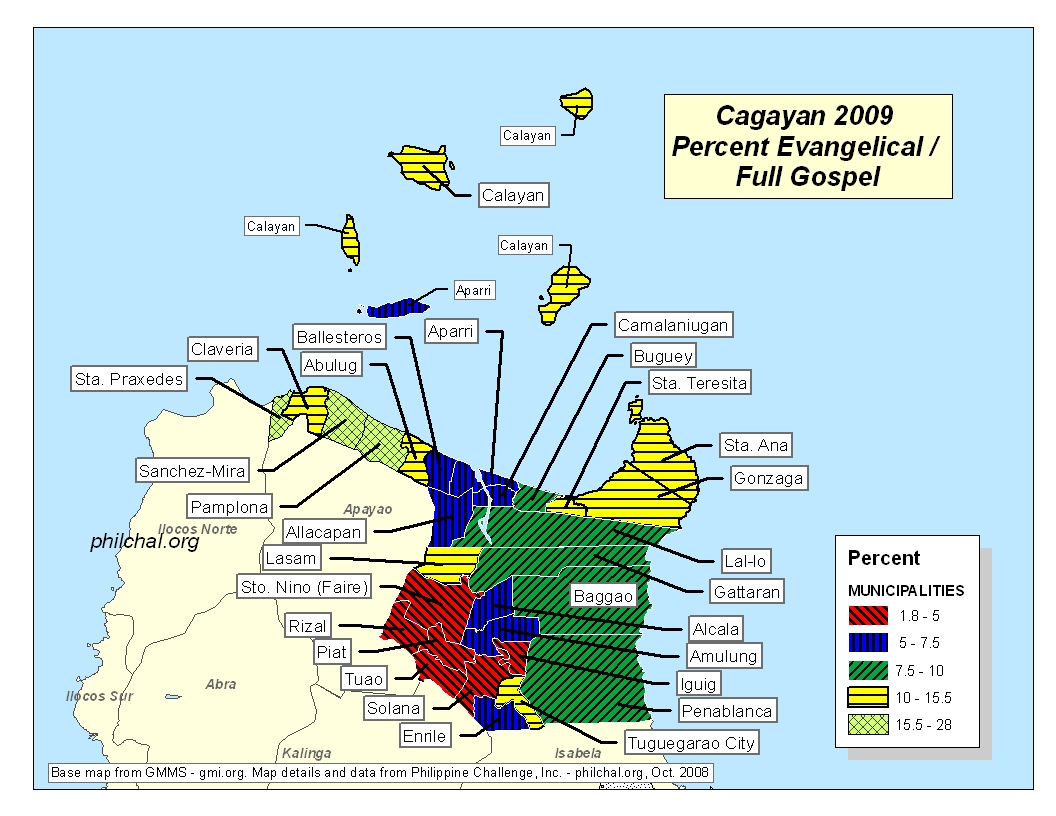 Cagayan 2009
Percent Evangelical /
Full Gospel
Calayan
Calayan
Calayan
Calayan
Aparri
Aparri
Camalaniugan
Ballesteros
Buguey
Claveria
Abulug
Sta. Teresita
Sta. Praxedes
Sta. Ana
Sanchez-Mira
Gonzaga
Pamplona
Apayao
Ilocos Norte
philchal.org
Allacapan
Lasam
Lal-lo
Sto. Nino (Faire)
Gattaran
Baggao
Rizal
Alcala
Piat
Amulung
Tuao
Iguig
Abra
Ilocos Sur
Solana
Penablanca
Enrile
Tuguegarao City
Kalinga
Isabela
Percent
MUNICIPALITIES
1.8 - 5
5 - 7.5
7.5 - 10
10 - 15.5
15.5 - 28
Base map from GMMS - gmi.org. Map details and data from Philippine Challenge, Inc. - philchal.org, Oct. 2008